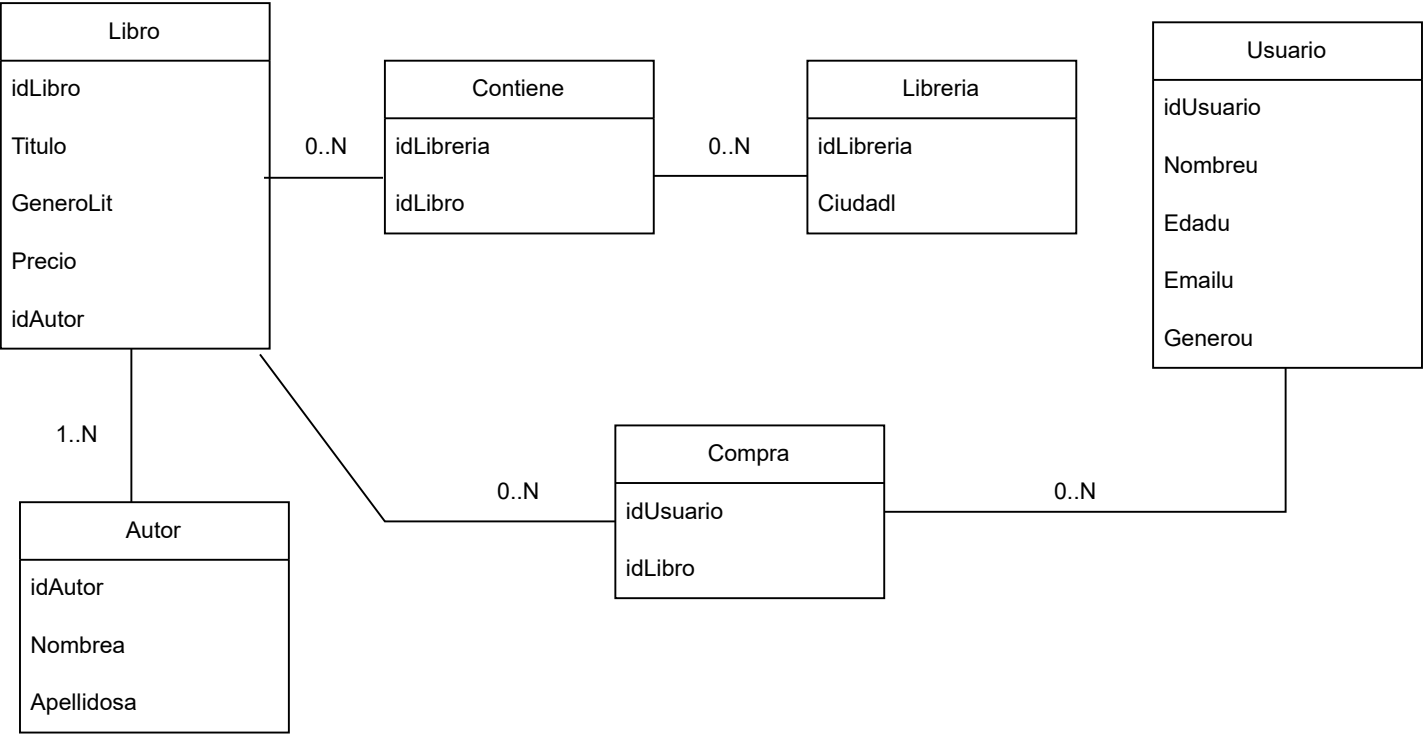 Libro
idLibro
Titulo
GeneroLit
Precio
idAutor
0..N
Contiene
idLibreria
idLibro
0..N
Libreria
idLibreria
Ciudadl
Usuario
idUsuario
Nombreu
Edadu
Emailu
Generou
1..N
Autor
idAutor
Nombrea
Apellidosa
0..N
Compra
idUsuario
idLibro
0..N